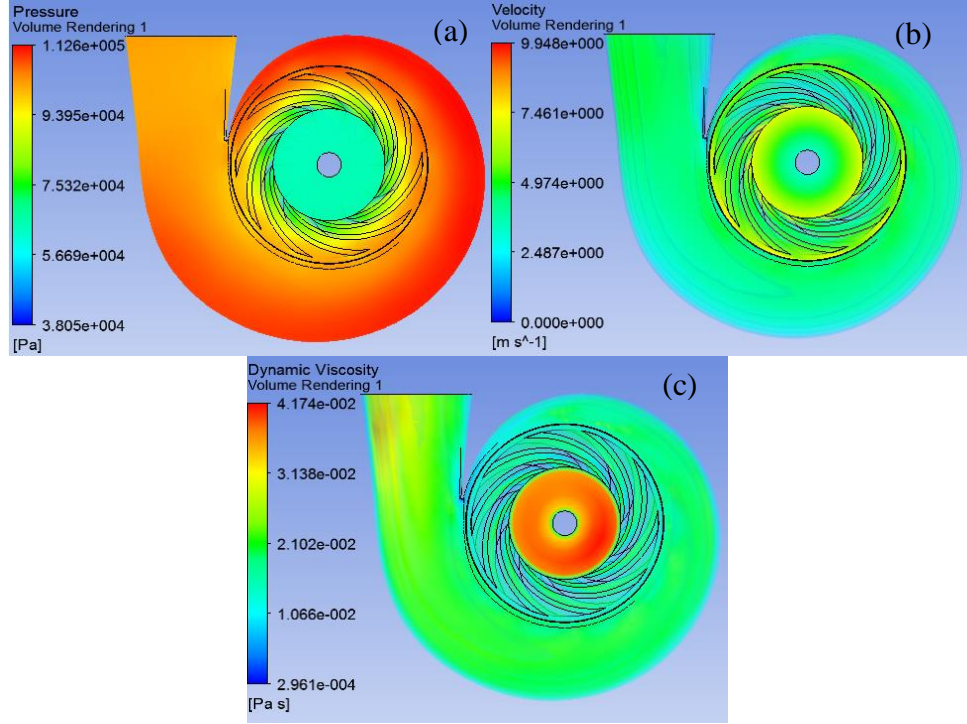 Pressure
Volume Rendering 1
(a)
1.126e+005
9.395e+004
7.532e+004
5.669e+004
3.805e+004
[Pa]
Velocity
Volume Rendering 1
(b)
9.948e+000
7.461e+000
4.974e+000
2.487e+000
0.000e+000
[m s^-1]
Dynamic Viscosity
Volume Rendering 1
(c)
4.174e-002
3.138e-002
2.102e-002
1.066e-002
2.961e-004
[Pa s]